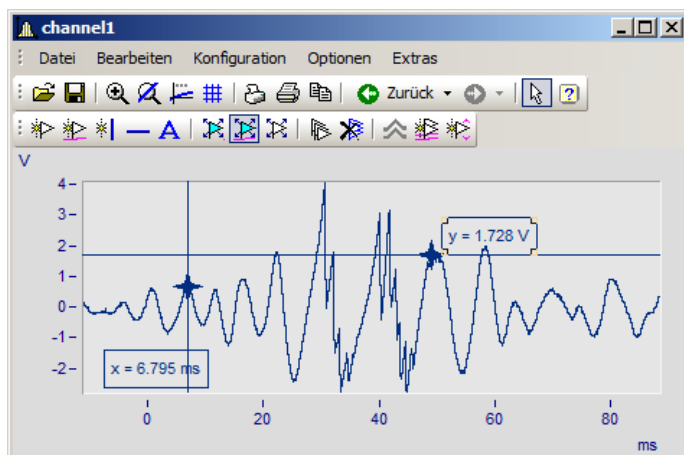 channel1
Datei Bearbeiten Konfiguration Optionen Extras
Zurück
V
4
3
2
y = 1.728 V
1
0
-1
-2
x = 6.795 ms
0 20 40 60 80
ms